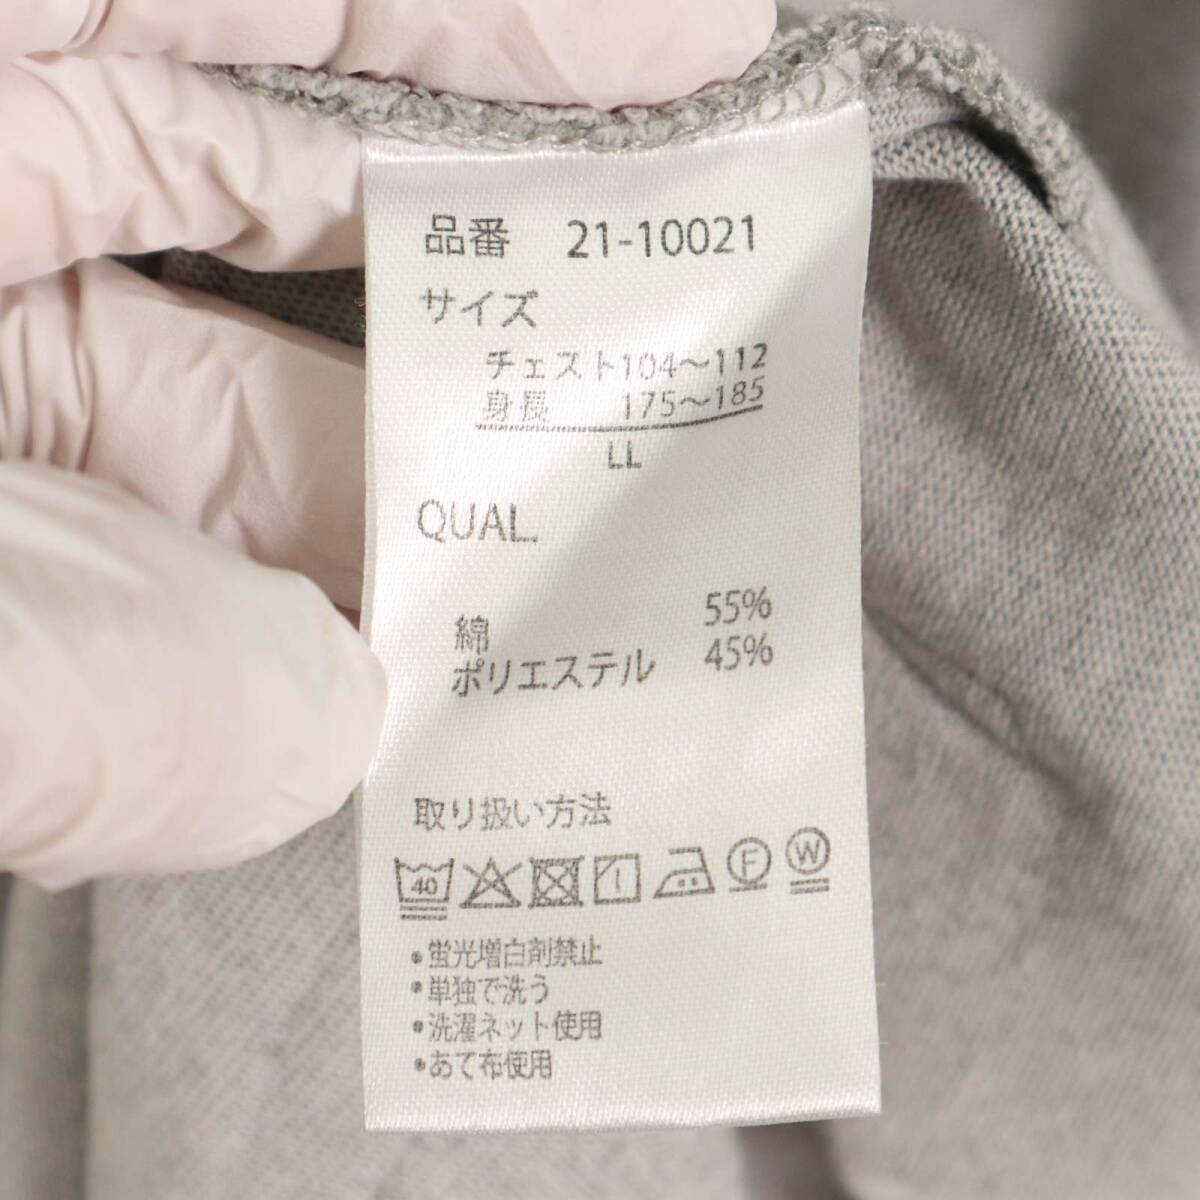 品番 21-10021
サイズ
チェスト104～112
身長 175～185
LL
QUAL.
綿 55%
ポリエステル 45%
取り扱い方法
40 F W
•蛍光増白剤禁止
•単独で洗う
•洗濯ネット使用
•あて布使用